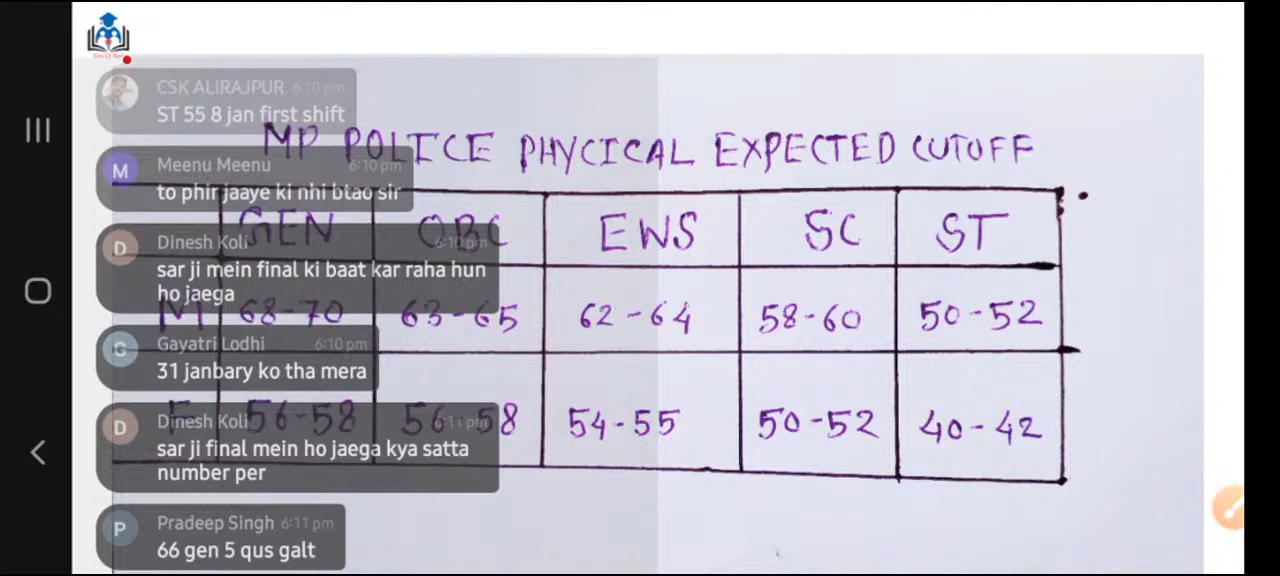 CSK ALIRAJPUR 6:10 pm
ST 55 8 jan first shift
MP POLICE PHYCICAL EXPECTED CUTOFF
Meenu Meenu 6:10 pm
to phir jaaye ki nhi btao sir
GEN OBC EWS SC ST
Dinesh Koli 6:10 pm
sar ji mein final ki baat kar raha hun
ho jaega
M 68-70 63-65 62-64 58-60 50-52
Gayatri Lodhi 6:10 pm
31 janbary ko tha mera
F 56-58 56-58 54-55 50-52 40-42
Dinesh Koli 6:11 pm
sar ji final mein ho jaega kya satta
number per
Pradeep Singh 6:11 pm
66 gen 5 qus galt